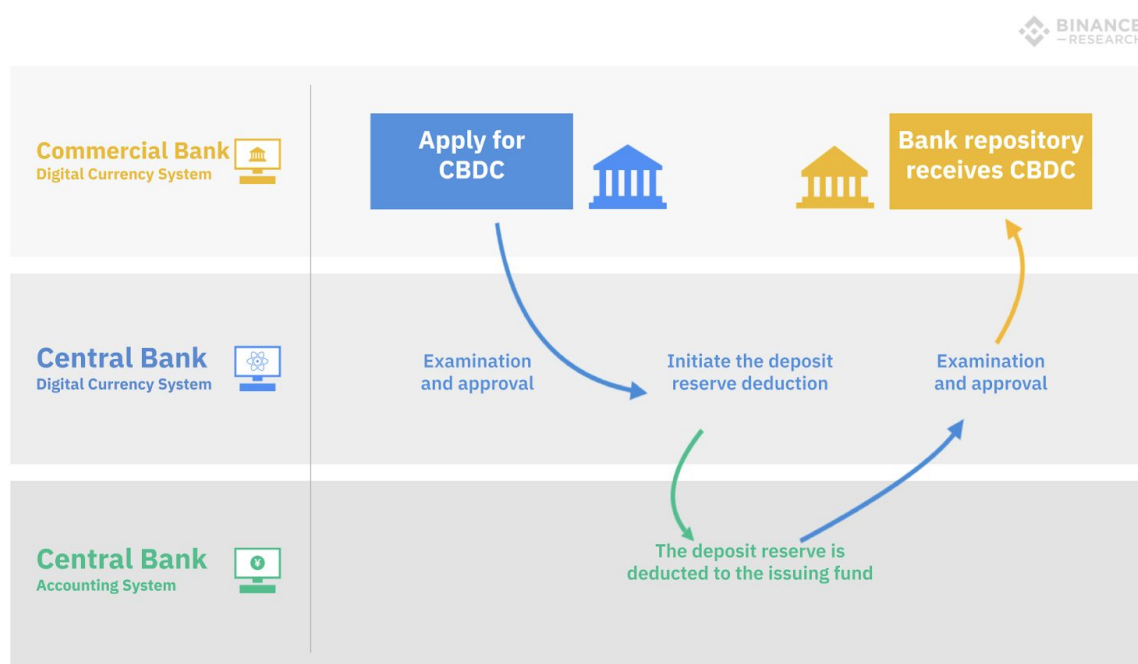 BINANCE
RESEARCH
Commercial Bank
Digital Currency System
Apply for
CBDC
Bank repository
receives CBDC
Central Bank
Digital Currency System
Examination
and approval
Initiate the deposit
reserve deduction
Examination
and approval
Central Bank
Accounting System
¥
The deposit reserve is
deducted to the issuing fund